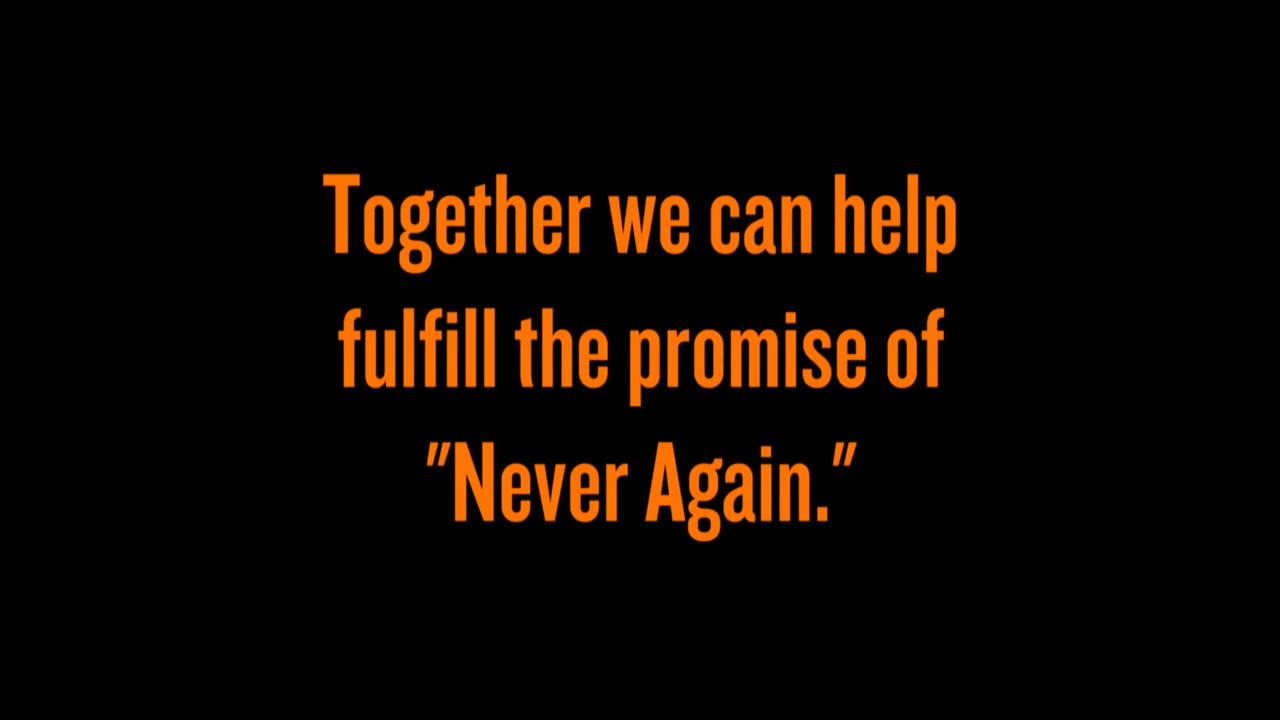 Together we can help
fulfill the promise of
"Never Again."